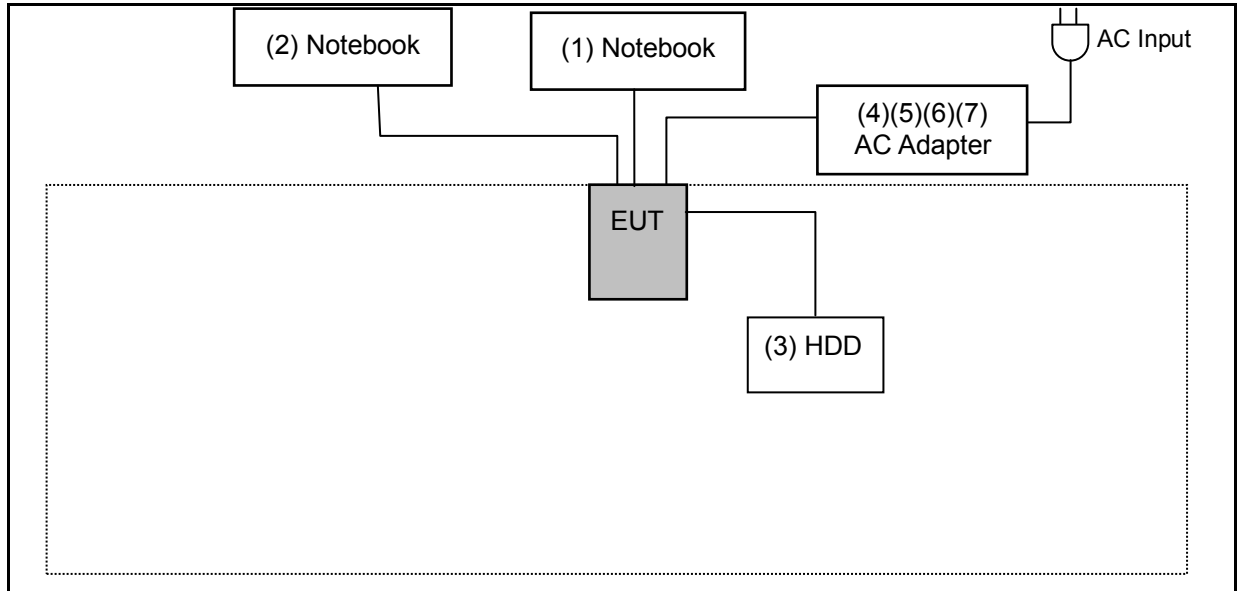 (2) Notebook
(1) Notebook
AC Input
(4)(5)(6)(7)
AC Adapter
EUT
(3) HDD